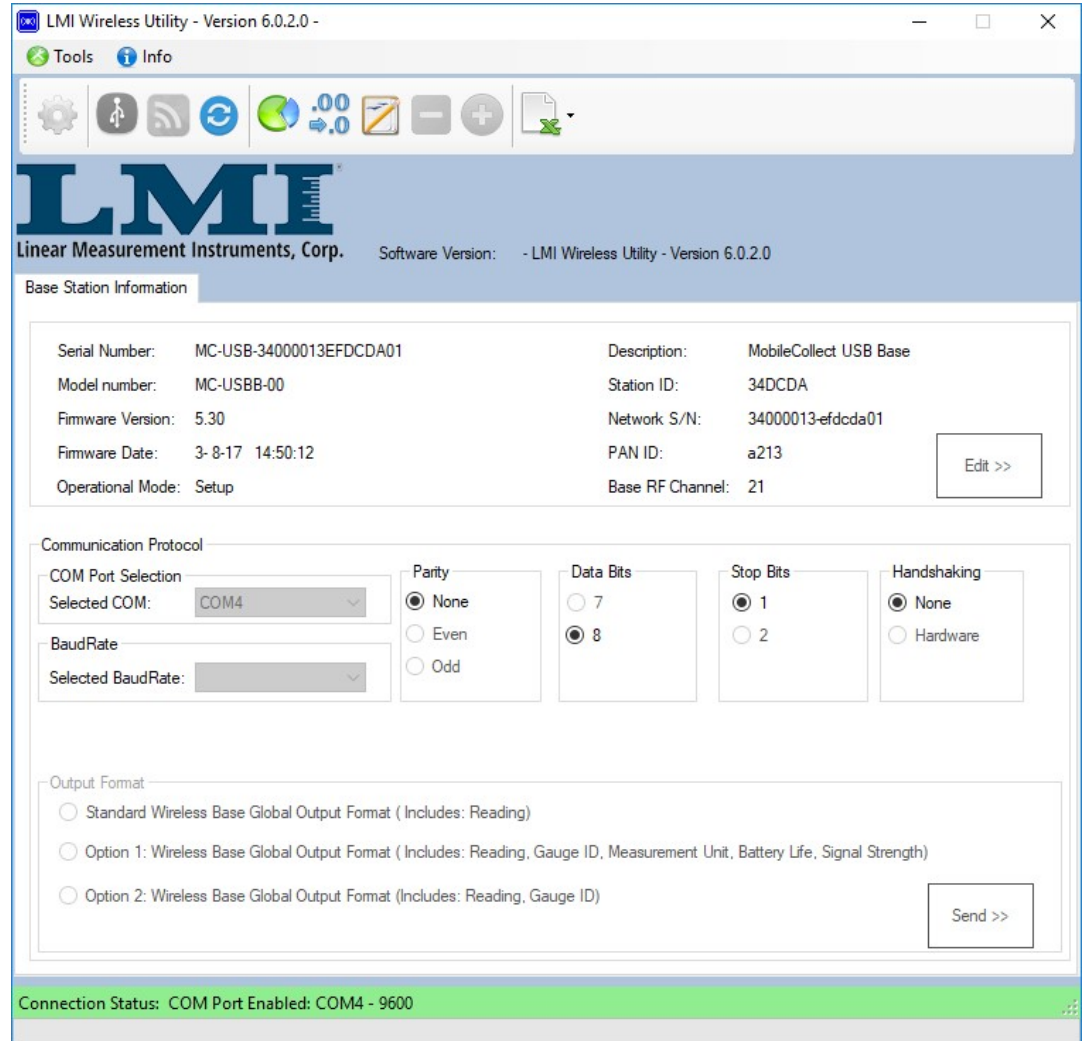 LMI Wireless Utility - Version 6.0.2.0 -
Tools Info
.00
.0
LMI
Linear Measurement Instruments, Corp.
Software Version: - LMI Wireless Utility - Version 6.0.2.0
Base Station Information
Serial Number: MC-USB-34000013EFDCDA01 Description: MobileCollect USB Base
Model number: MC-USBB-00 Station ID: 34DCDA
Firmware Version: 5.30 Network S/N: 34000013-efdcda01
Firmware Date: 3- 8-17 14:50:12 PAN ID: a213
Edit >>
Operational Mode: Setup Base RF Channel: 21
Communication Protocol
COM Port Selection Parity Data Bits Stop Bits Handshaking
Selected COM: COM4 None 7 1 None
BaudRate Even 8 2 Hardware
Selected BaudRate: Odd
Output Format
Standard Wireless Base Global Output Format ( Includes: Reading)
Option 1: Wireless Base Global Output Format ( Includes: Reading, Gauge ID, Measurement Unit, Battery Life, Signal Strength)
Option 2: Wireless Base Global Output Format (Includes: Reading, Gauge ID)
Send >>
Connection Status: COM Port Enabled: COM4 - 9600